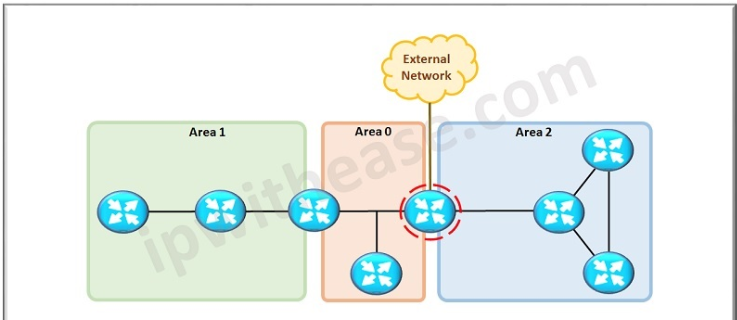 External
Network
Area 1
Area 0
Area 2
ipwithease.com